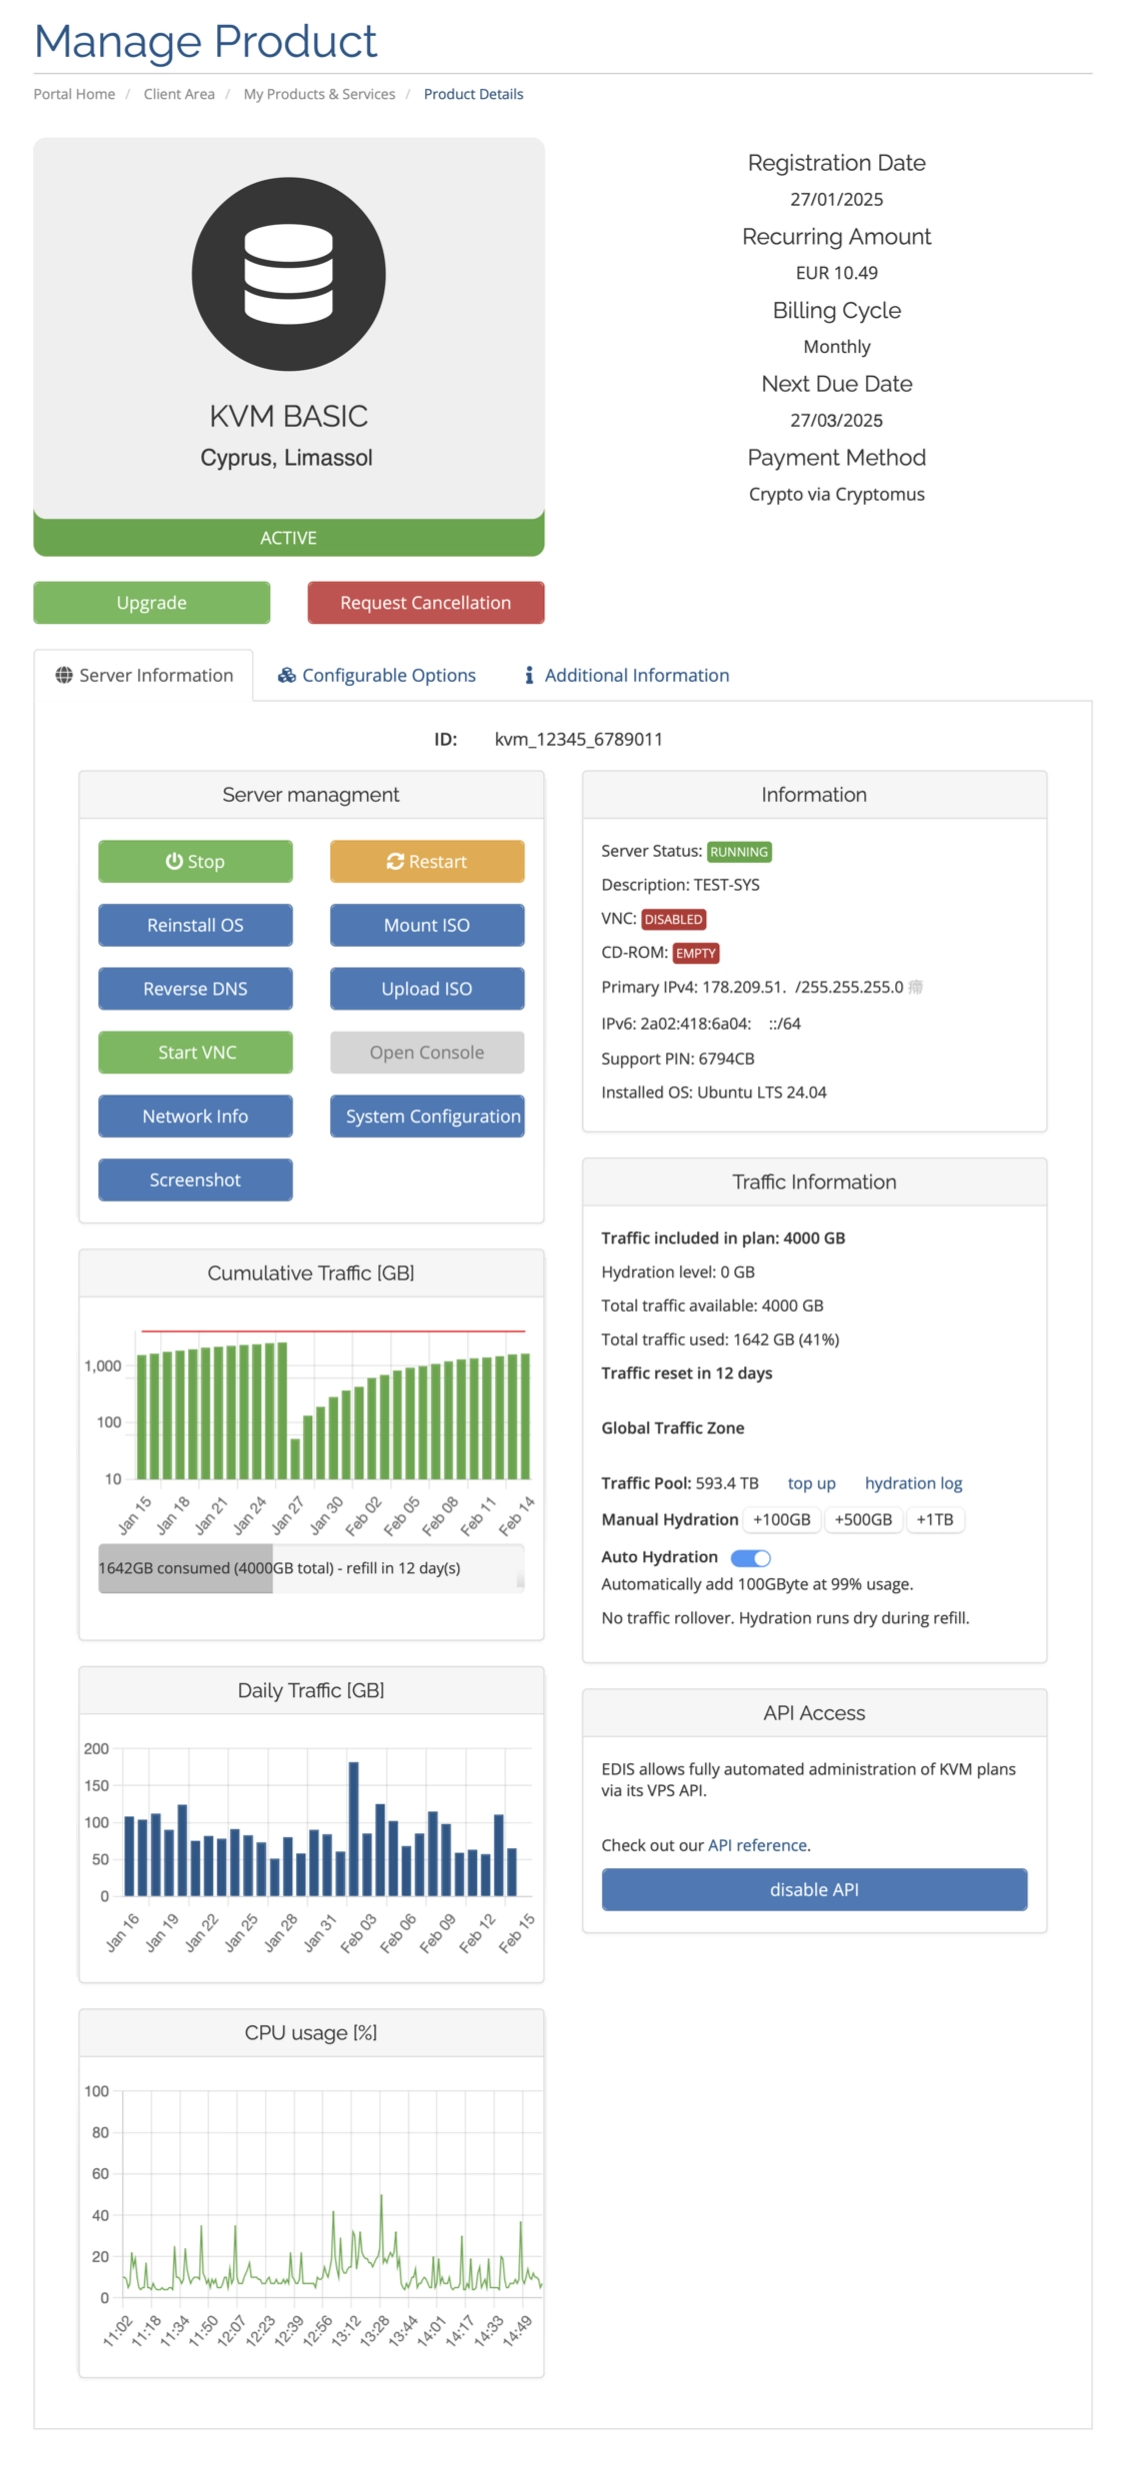 Manage Product
Portal Home / Client Area / My Products & Services / Product Details
KVM BASIC
Cyprus, Limassol
ACTIVE
Upgrade
Request Cancellation
Registration Date
27/01/2025
Recurring Amount
EUR 10.49
Billing Cycle
Monthly
Next Due Date
27/03/2025
Payment Method
Crypto via Cryptomus
Server Information
Configurable Options
Additional Information
ID: kvm_12345_6789011
Server managment
Stop
Restart
Reinstall OS
Mount ISO
Reverse DNS
Upload ISO
Start VNC
Open Console
Network Info
System Configuration
Screenshot
Information
Server Status: RUNNING
Description: TEST-SYS
VNC: DISABLED
CD-ROM: EMPTY
Primary IPv4: 178.209.51. /255.255.255.0
IPv6: 2a02:418:6a04: ::/64
Support PIN: 6794CB
Installed OS: Ubuntu LTS 24.04
Cumulative Traffic [GB]
1,000
100
10
Jan 15
Jan 18
Jan 21
Jan 24
Jan 27
Jan 30
Feb 02
Feb 05
Feb 08
Feb 11
Feb 14
1642GB consumed (4000GB total) - refill in 12 day(s)
Traffic Information
Traffic included in plan: 4000 GB
Hydration level: 0 GB
Total traffic available: 4000 GB
Total traffic used: 1642 GB (41%)
Traffic reset in 12 days
Global Traffic Zone
Traffic Pool: 593.4 TB top up hydration log
Manual Hydration +100GB +500GB +1TB
Auto Hydration
Automatically add 100GByte at 99% usage.
No traffic rollover. Hydration runs dry during refill.
Daily Traffic [GB]
200
150
100
50
0
Jan 16
Jan 19
Jan 22
Jan 25
Jan 28
Jan 31
Feb 03
Feb 06
Feb 09
Feb 12
Feb 15
API Access
EDIS allows fully automated administration of KVM plans
via its VPS API.
Check out our API reference.
disable API
CPU usage [%]
100
80
60
40
20
0
11:02
11:18
11:34
11:50
12:07
12:23
12:39
12:56
13:12
13:28
13:44
14:01
14:17
14:33
14:49